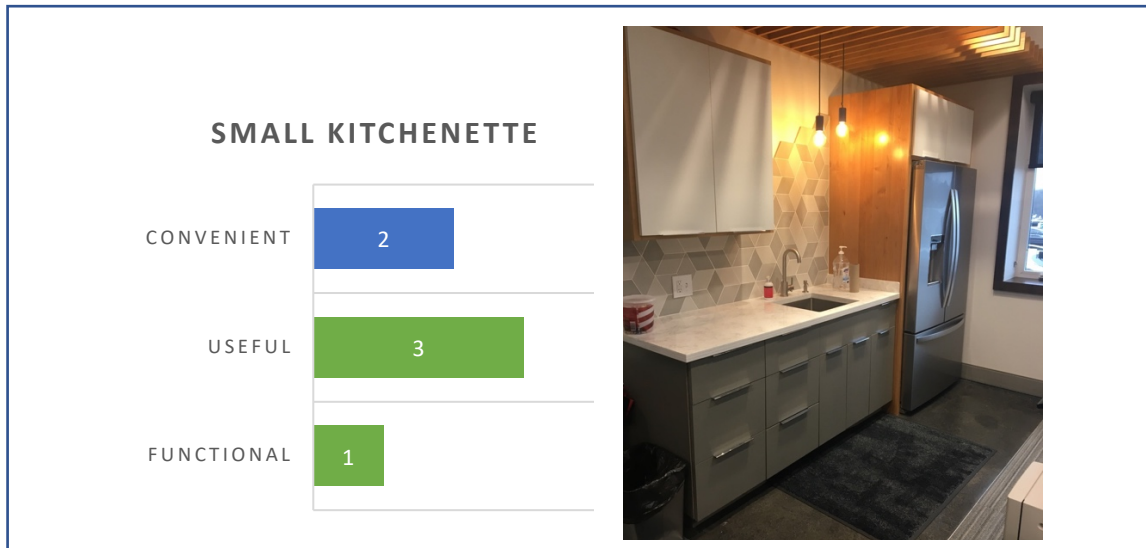 SMALL KITCHENETTE
CONVENIENT 2
USEFUL 3
FUNCTIONAL 1